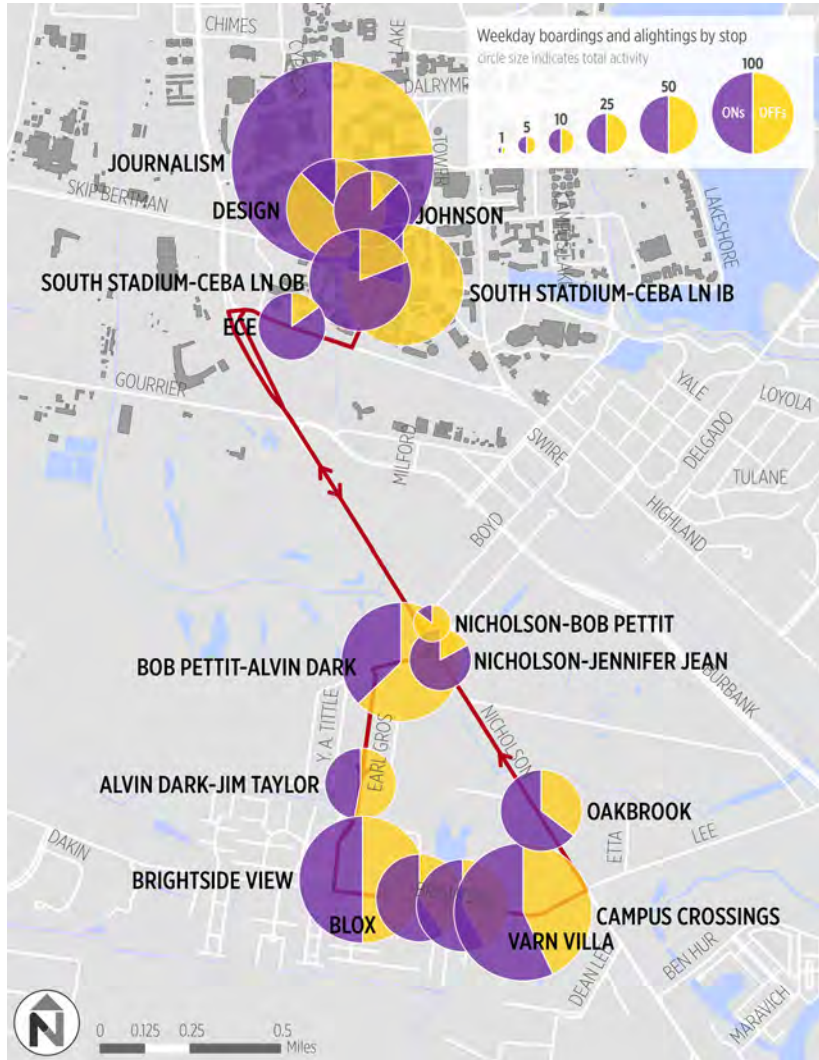 CHIMES
LAKE
Weekday boardings and alightings by stop
circle size indicates total activity
1
5
10
25
50
100
ONs
OFFs
DALRYMP
TOWER
JOURNALISM
SKIP BERTMAN
DESIGN
JOHNSON
LAKESHORE
SOUTH STADIUM-CEBA LN OB
SOUTH STATDIUM-CEBA LN IB
ECE
GOURRIER
YALE
LOYOLA
DELGADO
SWIRE
MILFORD
TULANE
HIGHLAND
BOYD
NICHOLSON-BOB PETTIT
BOB PETTIT-ALVIN DARK
NICHOLSON-JENNIFER JEAN
BURBANK
Y. A. TITTLE
EARL GROS
NICHOLSON
ALVIN DARK-JIM TAYLOR
OAKBROOK
ETTA
LEE
DAKIN
BRIGHTSIDE VIEW
BLOX
CAMPUS CROSSINGS
VARN VILLA
DEAN LEE
BEN HUR
MARAVICH
N
0
0.125
0.25
0.5
Miles